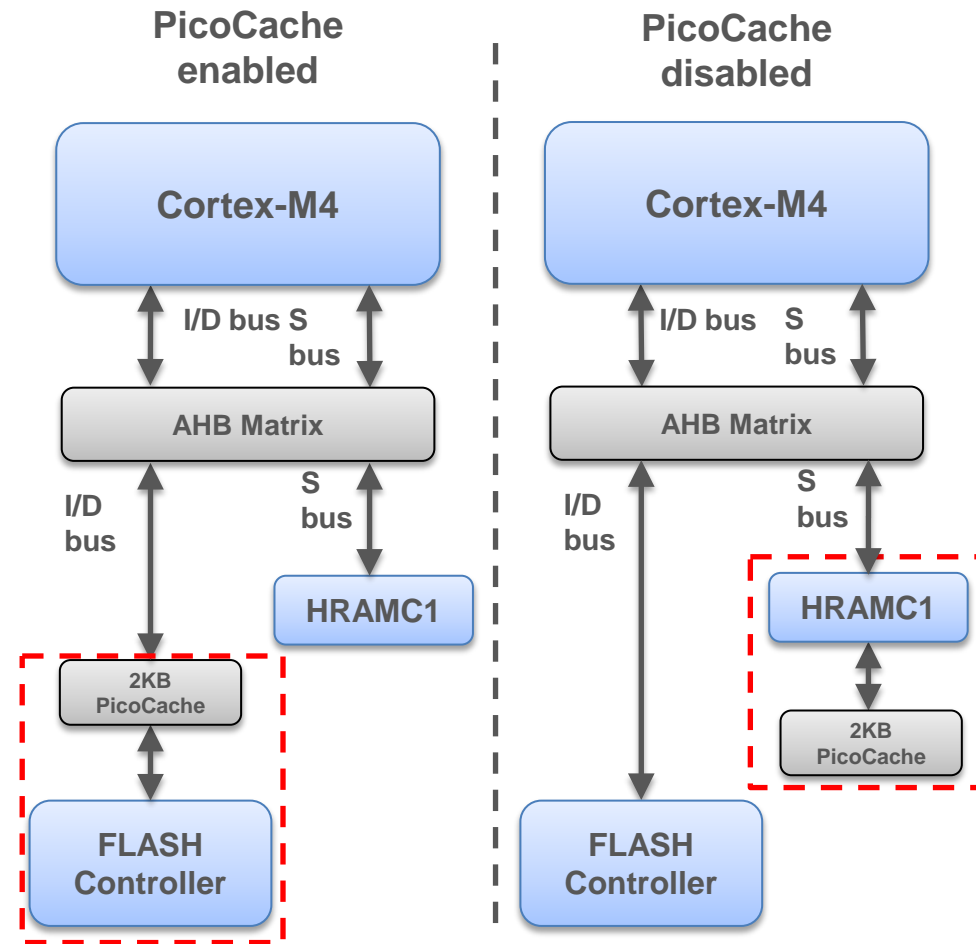 PicoCache
enabled
Cortex-M4
I/D bus S
bus
AHB Matrix
I/D
bus
S
bus
HRAMC1
2KB
PicoCache
FLASH
Controller
PicoCache
disabled
Cortex-M4
I/D bus
S
bus
AHB Matrix
I/D
bus
S
bus
HRAMC1
2KB
PicoCache
FLASH
Controller